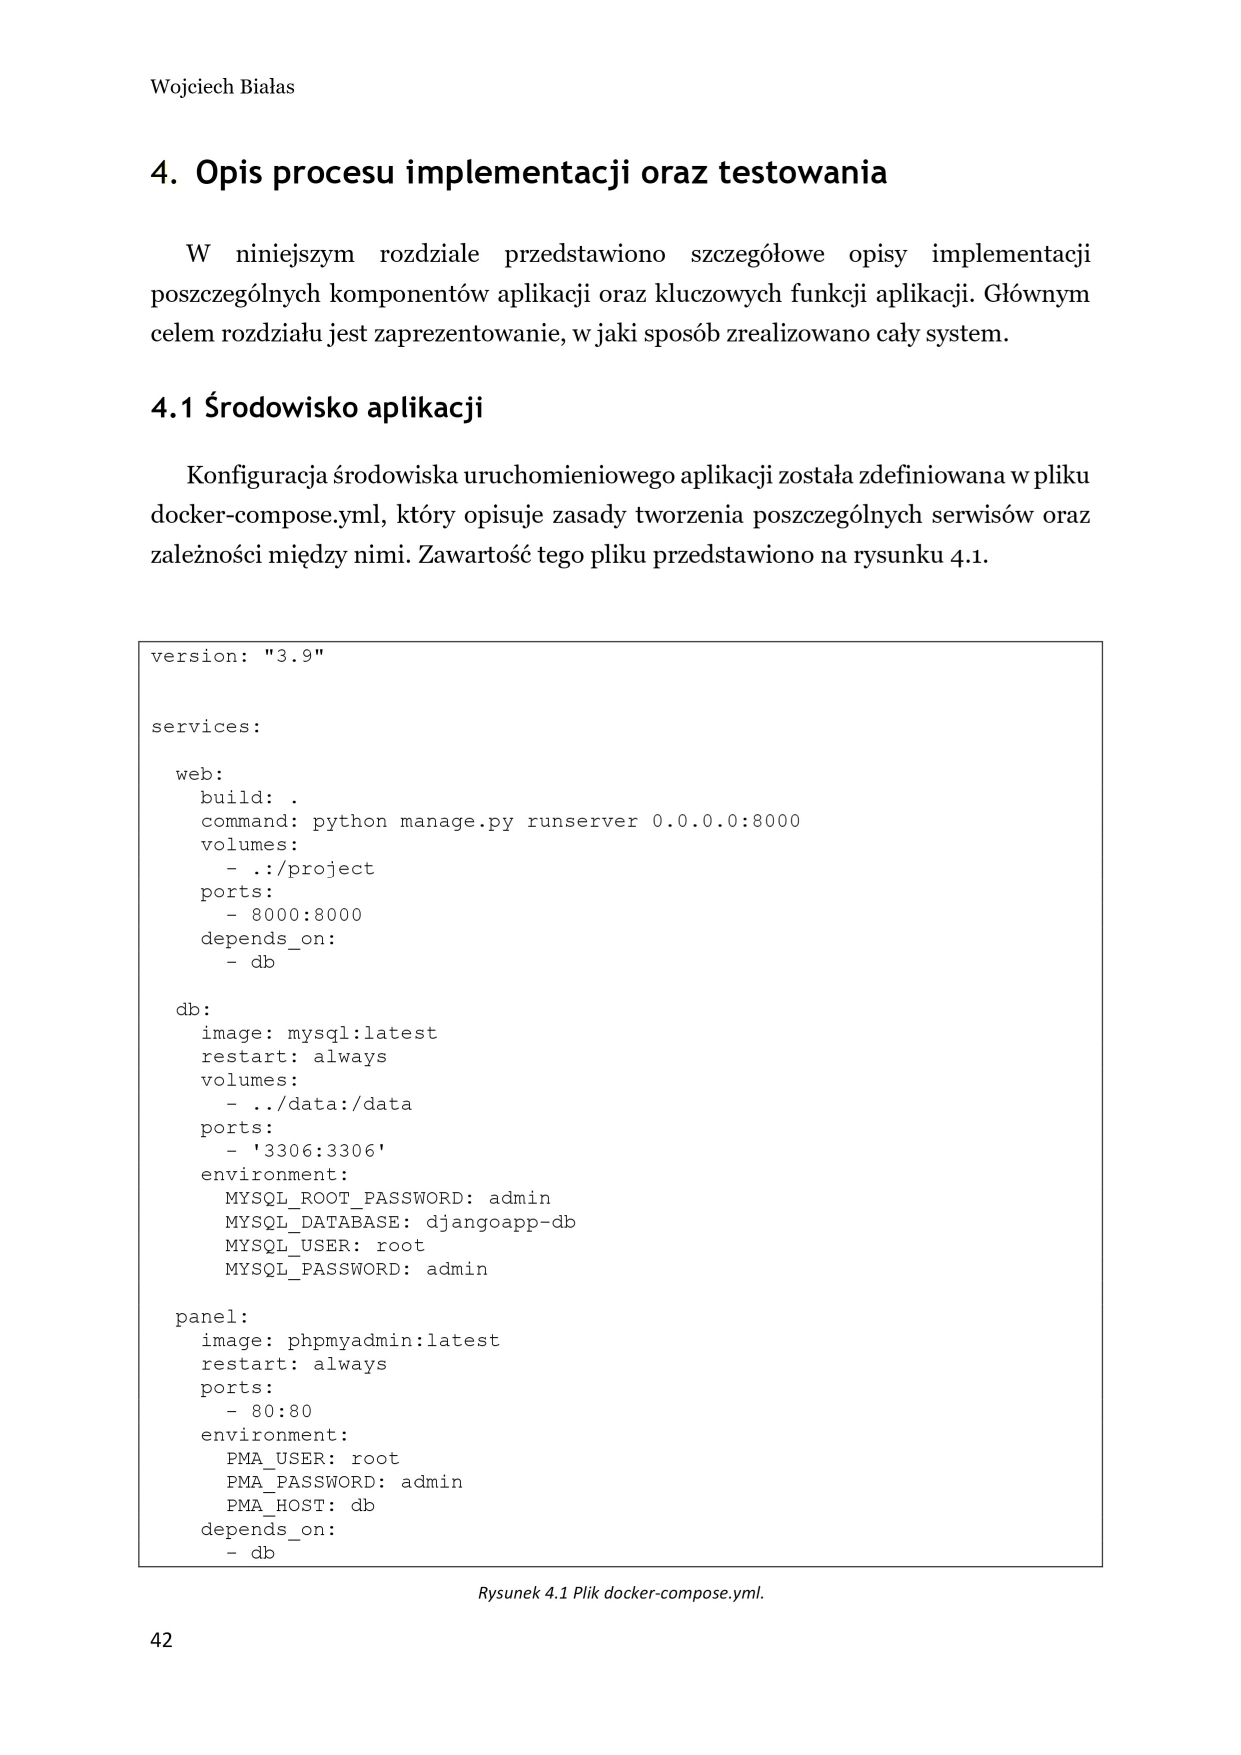 Wojciech Białas
4. Opis procesu implementacji oraz testowania
W niniejszym rozdziale przedstawiono szczegółowe opisy implementacji
poszczególnych komponentów aplikacji oraz kluczowych funkcji aplikacji. Głównym
celem rozdziału jest zaprezentowanie, w jaki sposób zrealizowano cały system.
4.1 Środowisko aplikacji
Konfiguracja środowiska uruchomieniowego aplikacji została zdefiniowana w pliku
docker-compose.yml, który opisuje zasady tworzenia poszczególnych serwisów oraz
zależności między nimi. Zawartość tego pliku przedstawiono na rysunku 4.1.
version: "3.9"
services:
  web:
    build: .
    command: python manage.py runserver 0.0.0.0:8000
    volumes:
      - .:/project
    ports:
      - 8000:8000
    depends_on:
      - db
  db:
    image: mysql:latest
    restart: always
    volumes:
      - ../data:/data
    ports:
      - '3306:3306'
    environment:
      MYSQL_ROOT_PASSWORD: admin
      MYSQL_DATABASE: djangoapp-db
      MYSQL_USER: root
      MYSQL_PASSWORD: admin
  panel:
    image: phpmyadmin:latest
    restart: always
    ports:
      - 80:80
    environment:
      PMA_USER: root
      PMA_PASSWORD: admin
      PMA_HOST: db
    depends_on:
      - db
Rysunek 4.1 Plik docker-compose.yml.
42